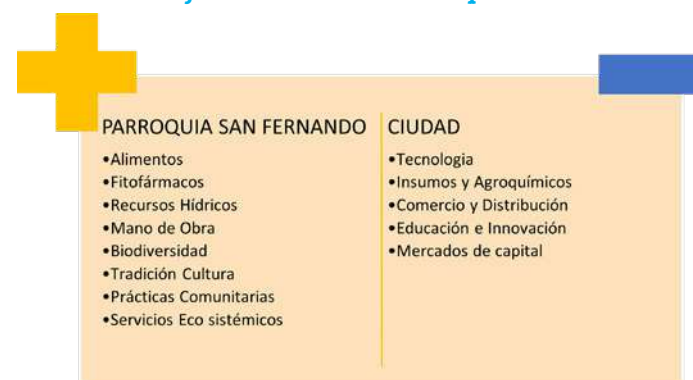 PARROQUIA SAN FERNANDO
•Alimentos
•Fitofármacos
•Recursos Hídricos
•Mano de Obra
•Biodiversidad
•Tradición Cultura
•Prácticas Comunitarias
•Servicios Eco sistémicos
CIUDAD
•Tecnologia
•Insumos y Agroquímicos
•Comercio y Distribución
•Educación e Innovación
•Mercados de capital